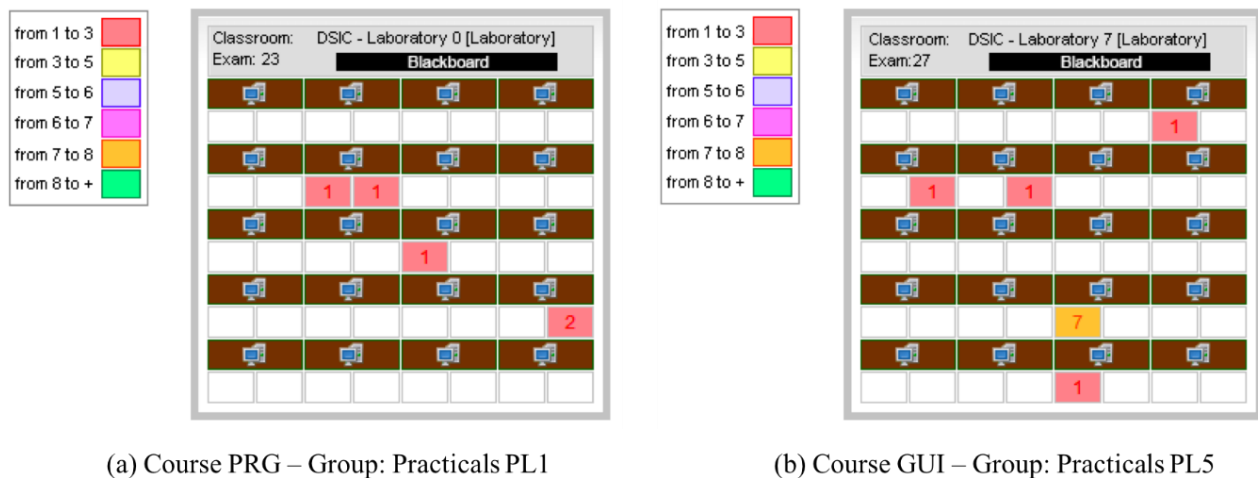 from 1 to 3
from 3 to 5
from 5 to 6
from 6 to 7
from 7 to 8
from 8 to +
Classroom: DSIC - Laboratory 0 [Laboratory]
Exam: 23
Blackboard
1 1
1
2
(a) Course PRG – Group: Practicals PL1
from 1 to 3
from 3 to 5
from 5 to 6
from 6 to 7
from 7 to 8
from 8 to +
Classroom: DSIC - Laboratory 7 [Laboratory]
Exam:27
Blackboard
1
1 1
7
1
(b) Course GUI – Group: Practicals PL5